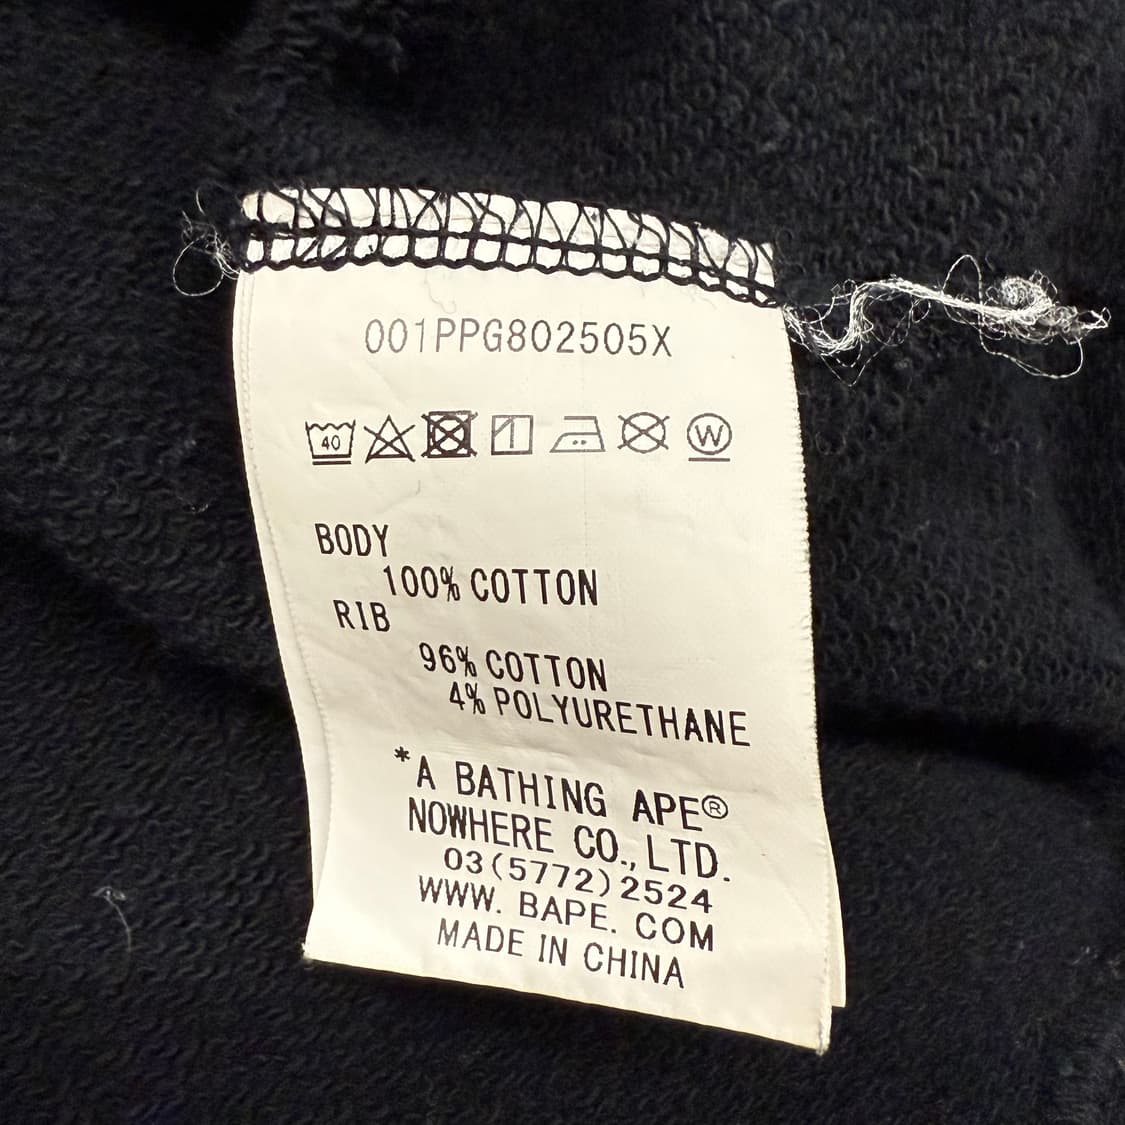 001PPG802505X
40 W
BODY
100% COTTON
RIB
96% COTTON
4% POLYURETHANE
*A BATHING APE®
NOWHERE CO., LTD.
03(5772)2524
WWW. BAPE. COM
MADE IN CHINA